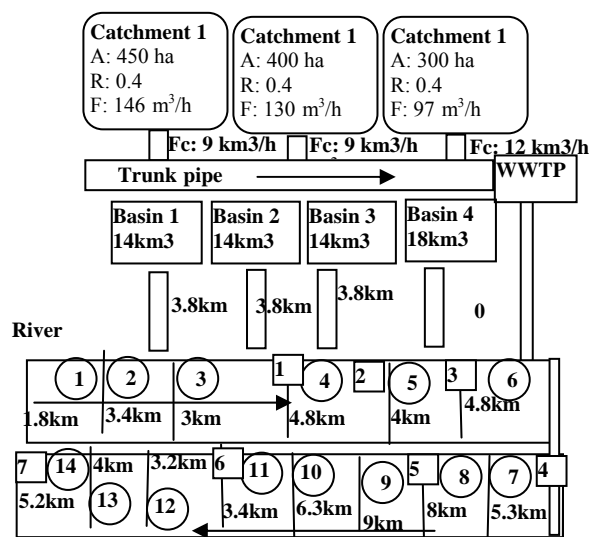 Catchment 1
A: 450 ha
R: 0.4
F: 146 m³/h
Catchment 1
A: 400 ha
R: 0.4
F: 130 m³/h
Catchment 1
A: 300 ha
R: 0.4
F: 97 m³/h
Fc: 9 km3/h
Fc: 9 km3/h
Fc: 12 km3/h
Trunk pipe
WWTP
Basin 1
14km3
Basin 2
14km3
Basin 3
14km3
Basin 4
18km3
3.8km
3.8km
3.8km
0
River
1 2 3 1 4 2 5 3 6
1.8km 3.4km 3km 4.8km 4km 4.8km
7 14 4km 3.2km 6 11 10 9 5 8 7 4
5.2km 13 12 3.4km 6.3km 9km 8km 5.3km